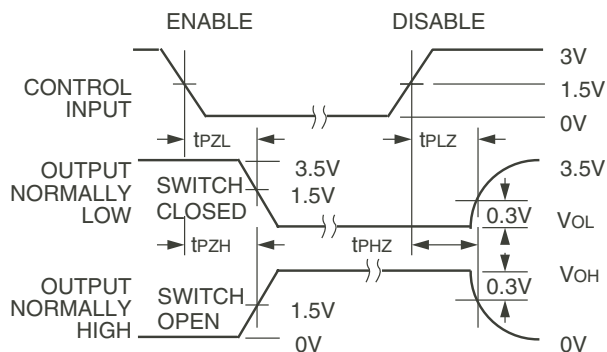 ENABLE DISABLE
3V
CONTROL INPUT
1.5V
0V
tPZL tPLZ
OUTPUT NORMALLY LOW
SWITCH CLOSED
3.5V
1.5V
3.5V
0.3V
VOL
tPZH tPHZ
OUTPUT NORMALLY HIGH
SWITCH OPEN
1.5V
0V
VOH
0.3V
0V